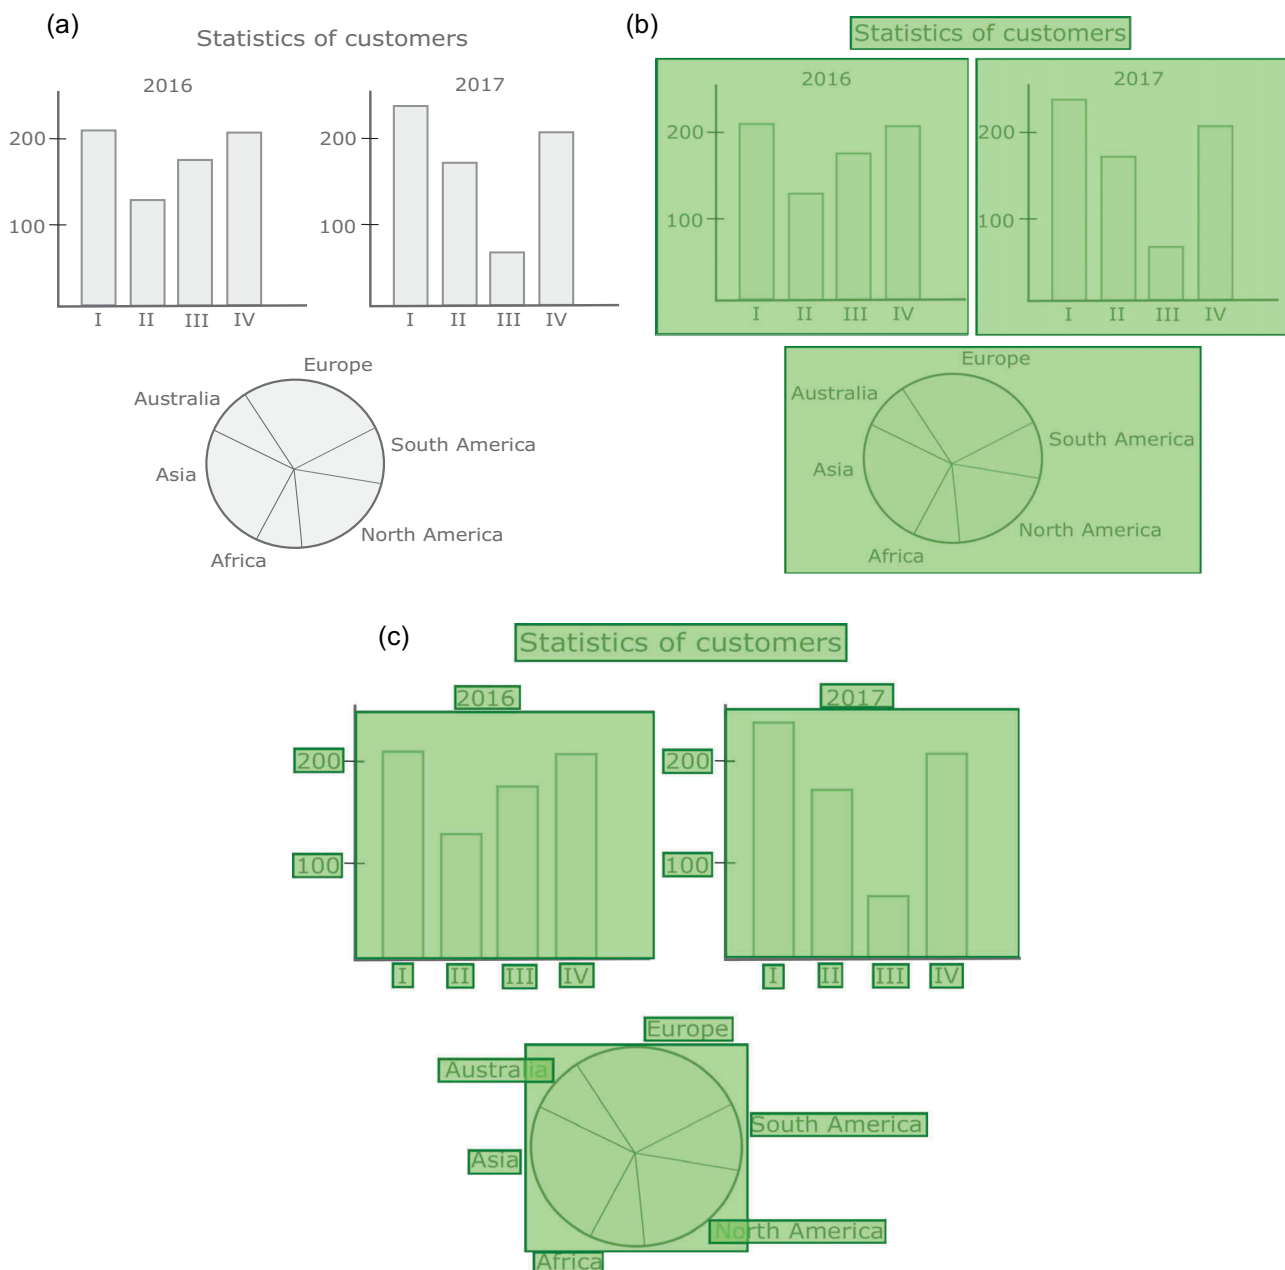 (a)
Statistics of customers
2016
200
100
I II III IV
2017
200
100
I II III IV
Europe
Australia
South America
Asia
North America
Africa
(b)
Statistics of customers
2016
200
100
I II III IV
2017
200
100
I II III IV
Europe
Australia
South America
Asia
North America
Africa
(c)
Statistics of customers
2016
200
100
I II III IV
2017
200
100
I II III IV
Europe
Australia
South America
Asia
North America
Africa